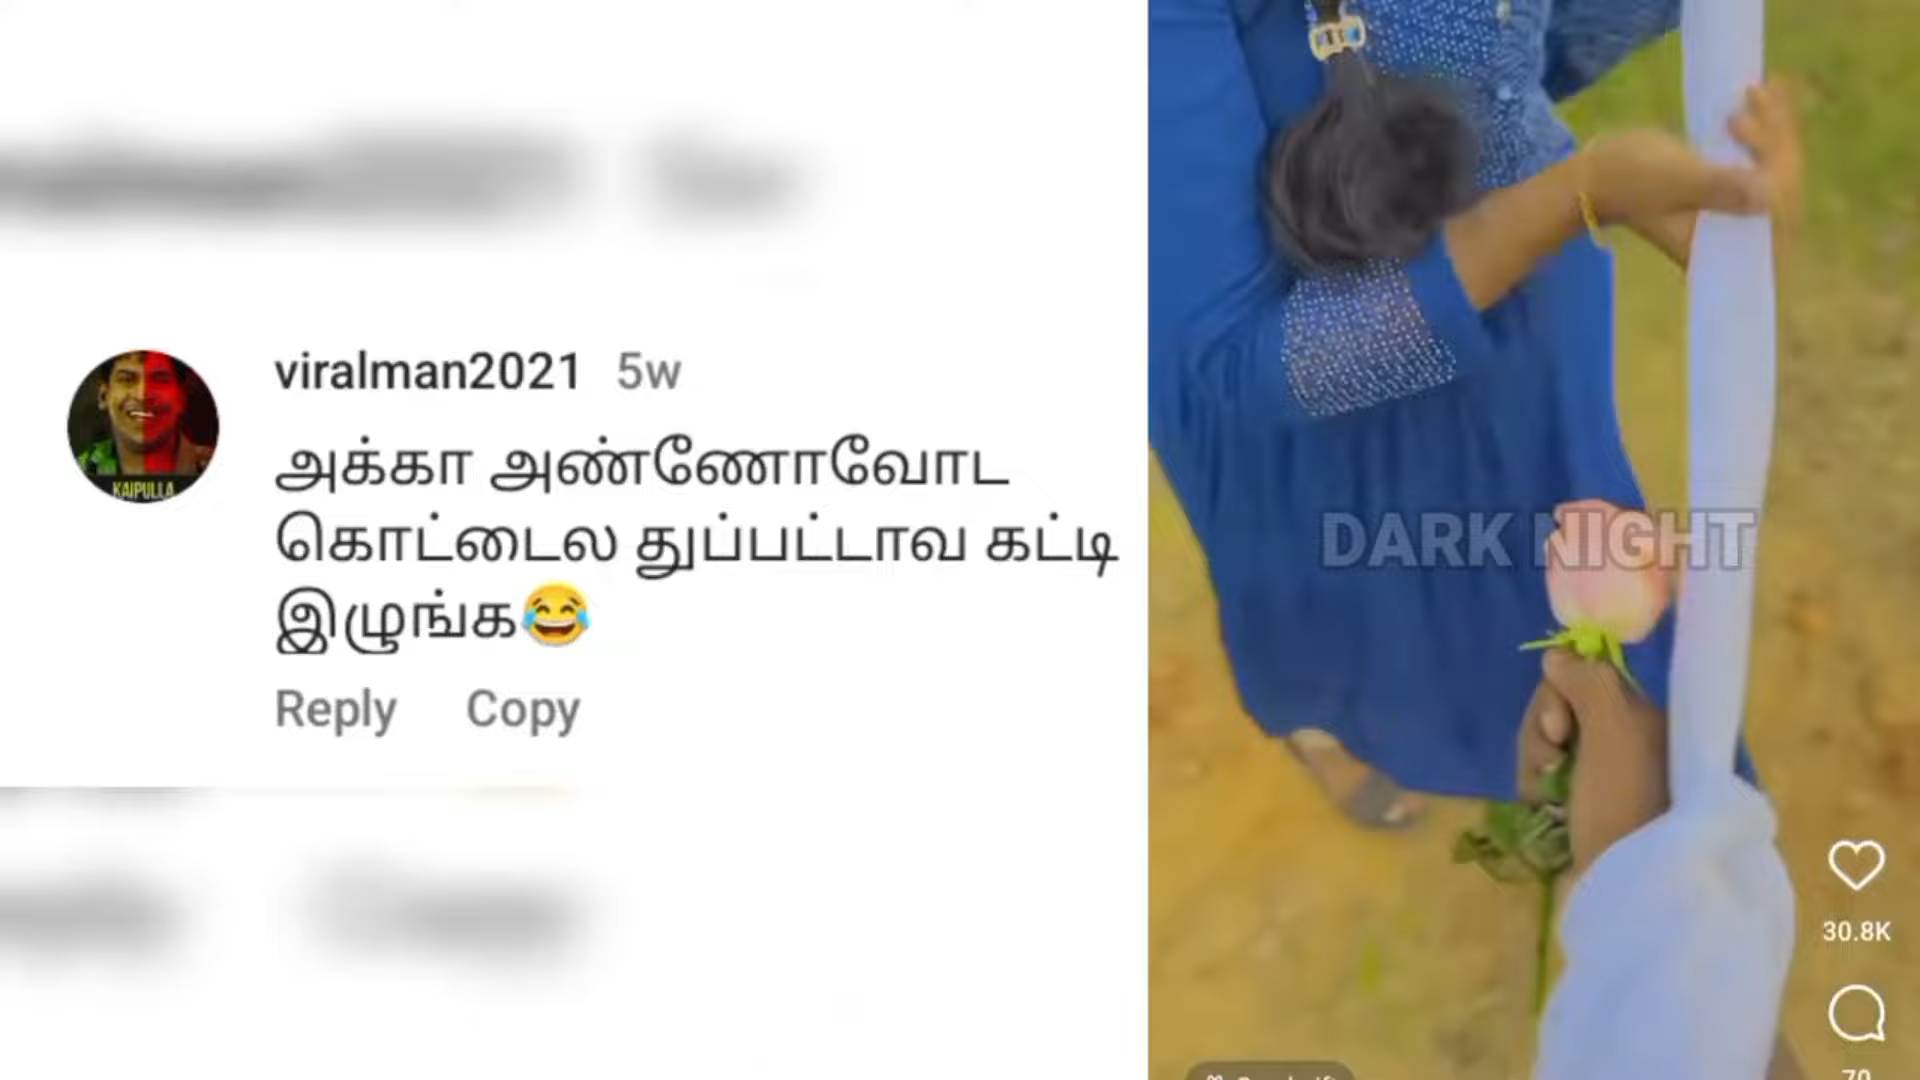 viralman2021 5w
அக்கா அண்ணோவோட
கொட்டைல துப்பட்டாவ கட்டி
இழுங்க😂
Reply Copy
KAIPULLA
DARK NIGHT
30.8K